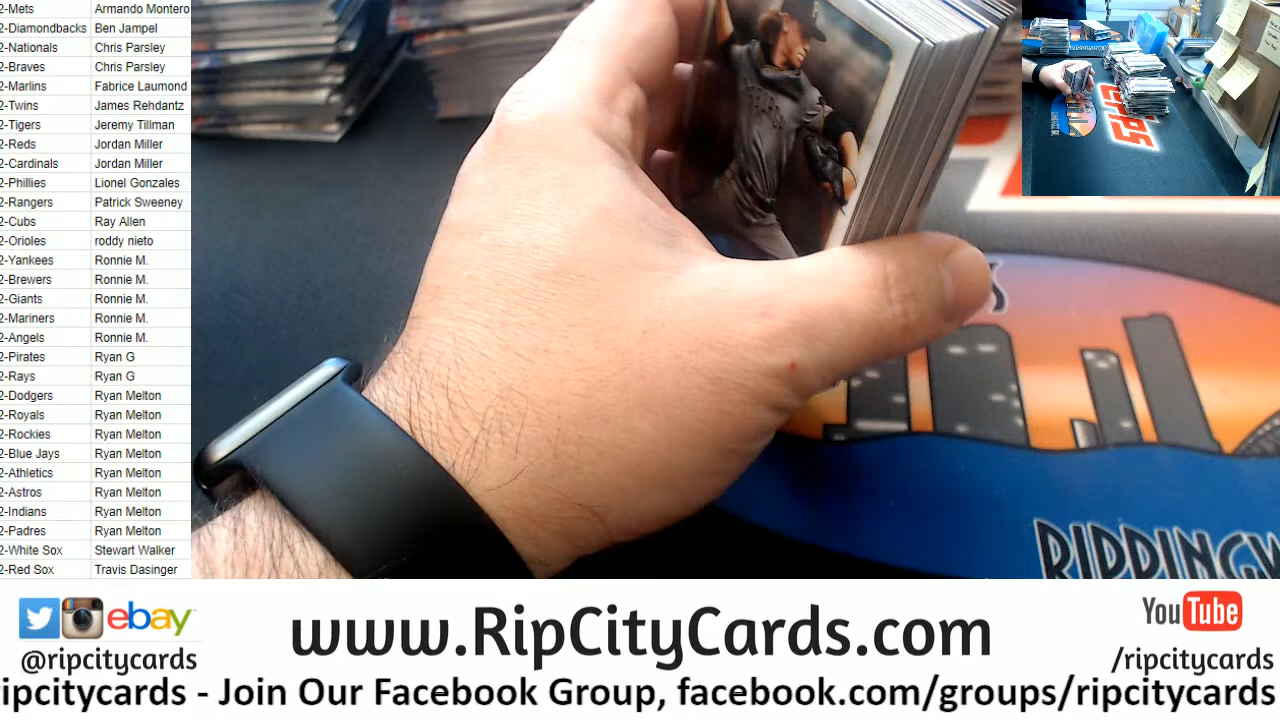 2-Mets Armando Montero
2-Diamondbacks Ben Jampel
2-Nationals Chris Parsley
2-Braves Chris Parsley
2-Marlins Fabrice Laumond
2-Twins James Rehdantz
2-Tigers Jeremy Tillman
2-Reds Jordan Miller
2-Cardinals Jordan Miller
2-Phillies Lionel Gonzales
2-Rangers Patrick Sweeney
2-Cubs Ray Allen
2-Orioles roddy nieto
2-Yankees Ronnie M.
2-Brewers Ronnie M.
2-Giants Ronnie M.
2-Mariners Ronnie M.
2-Angels Ronnie M.
2-Pirates Ryan G
2-Rays Ryan G
2-Dodgers Ryan Melton
2-Royals Ryan Melton
2-Rockies Ryan Melton
2-Blue Jays Ryan Melton
2-Athletics Ryan Melton
2-Astros Ryan Melton
2-Indians Ryan Melton
2-Padres Ryan Melton
2-White Sox Stewart Walker
2-Red Sox Travis Dasinger
RIPPINGW
ebay
@ripcitycards
www.RipCityCards.com
YouTube
/ripcitycards
ripcitycards - Join Our Facebook Group, facebook.com/groups/ripcitycards